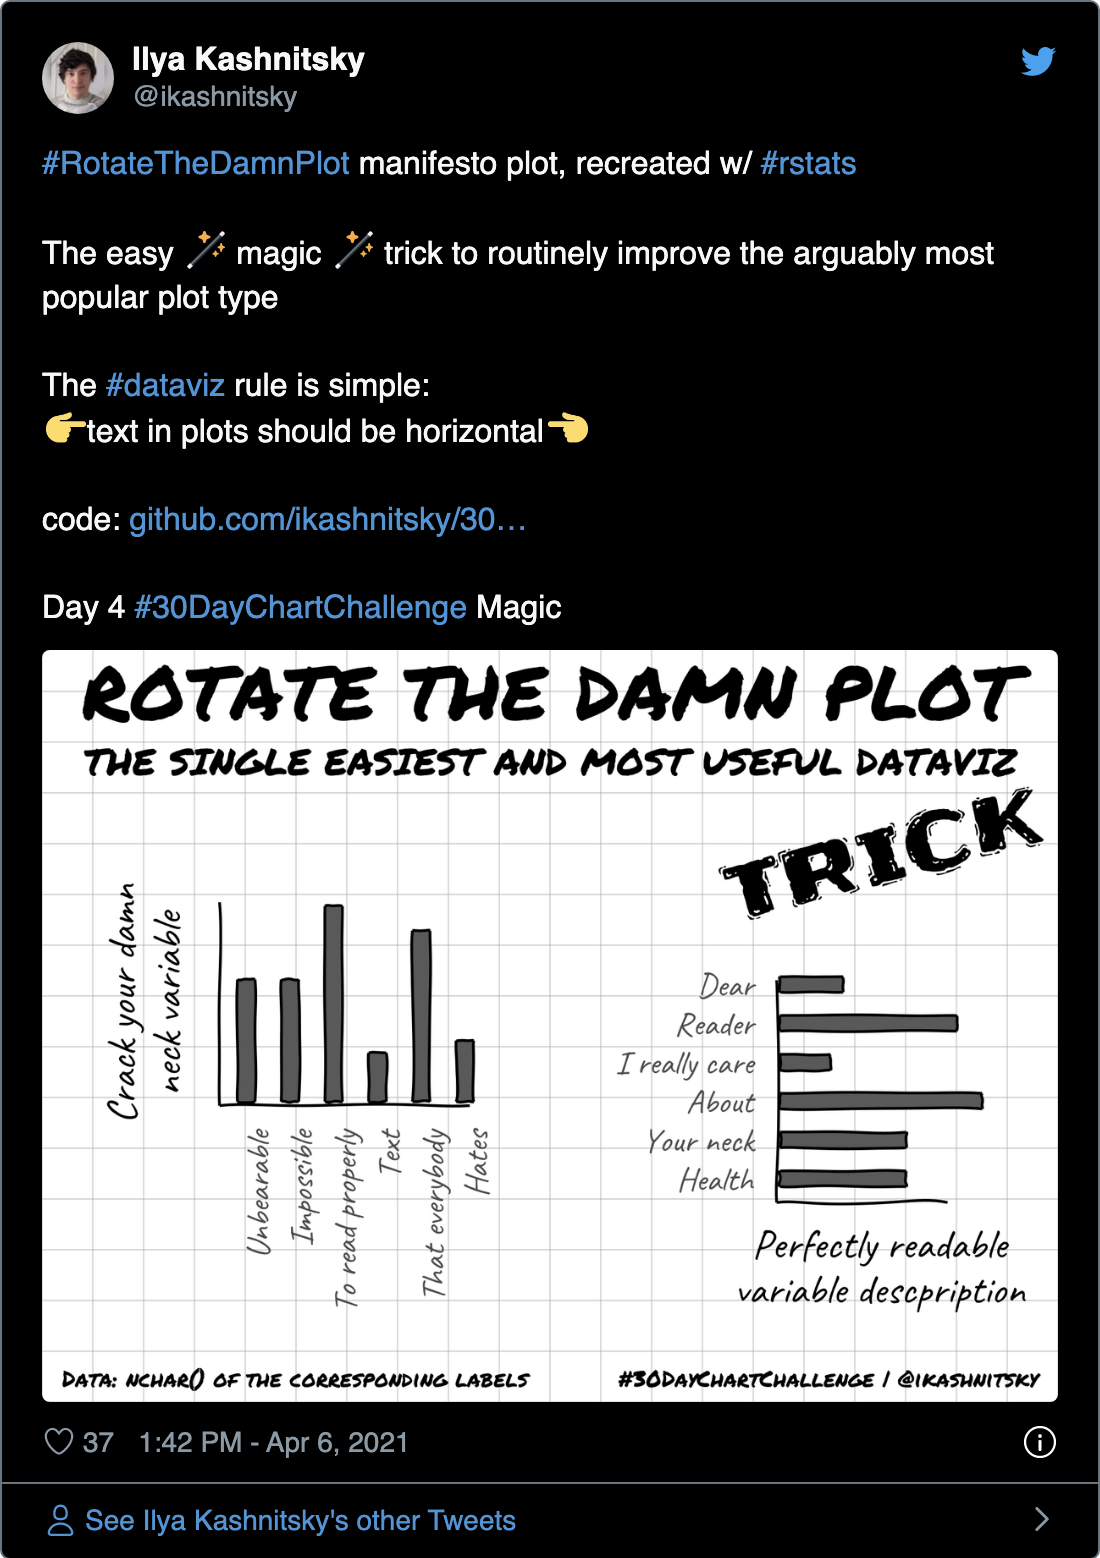 Ilya Kashnitsky
@ikashnitsky
#RotateTheDamnPlot manifesto plot, recreated w/ #rstats
The easy 🪄 magic 🪄 trick to routinely improve the arguably most
popular plot type
The #dataviz rule is simple:
👉text in plots should be horizontal👈
code: github.com/ikashnitsky/30…
Day 4 #30DayChartChallenge Magic
ROTATE THE DAMN PLOT
THE SINGLE EASIEST AND MOST USEFUL DATAVIZ
TRICK
Crack your damn
neck variable
Unbearable
Impossible
To read properly
Text
That everybody
Hates
Dear
Reader
I really care
About
Your neck
Health
Perfectly readable
variable descpription
DATA: NCHAR() OF THE CORRESPONDING LABELS
#30DAYCHARTCHALLENGE | @IKASHNITSKY
37 1:42 PM - Apr 6, 2021
See Ilya Kashnitsky's other Tweets